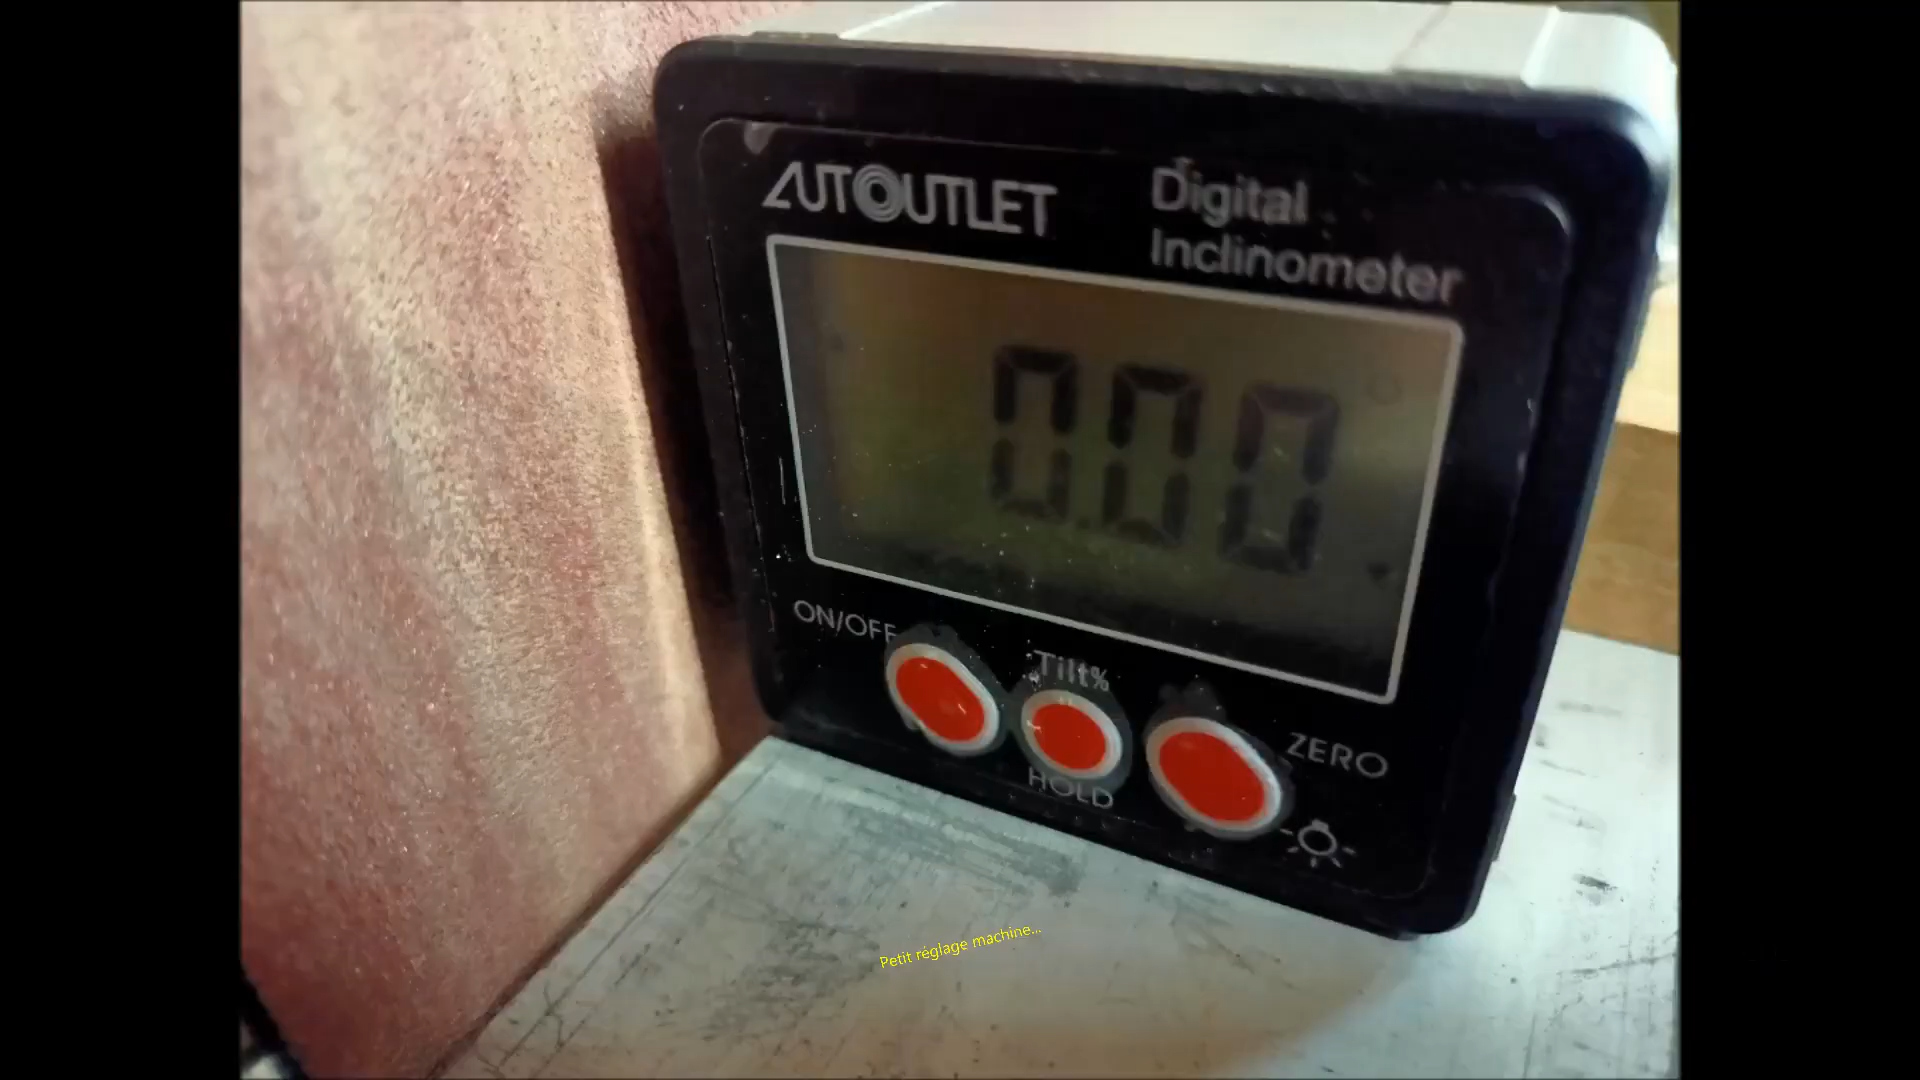 AUTOUTLET
Digital
Inclinometer
0.00
ON/OFF
Tilt%
HOLD
ZERO
Petit réglage machine...